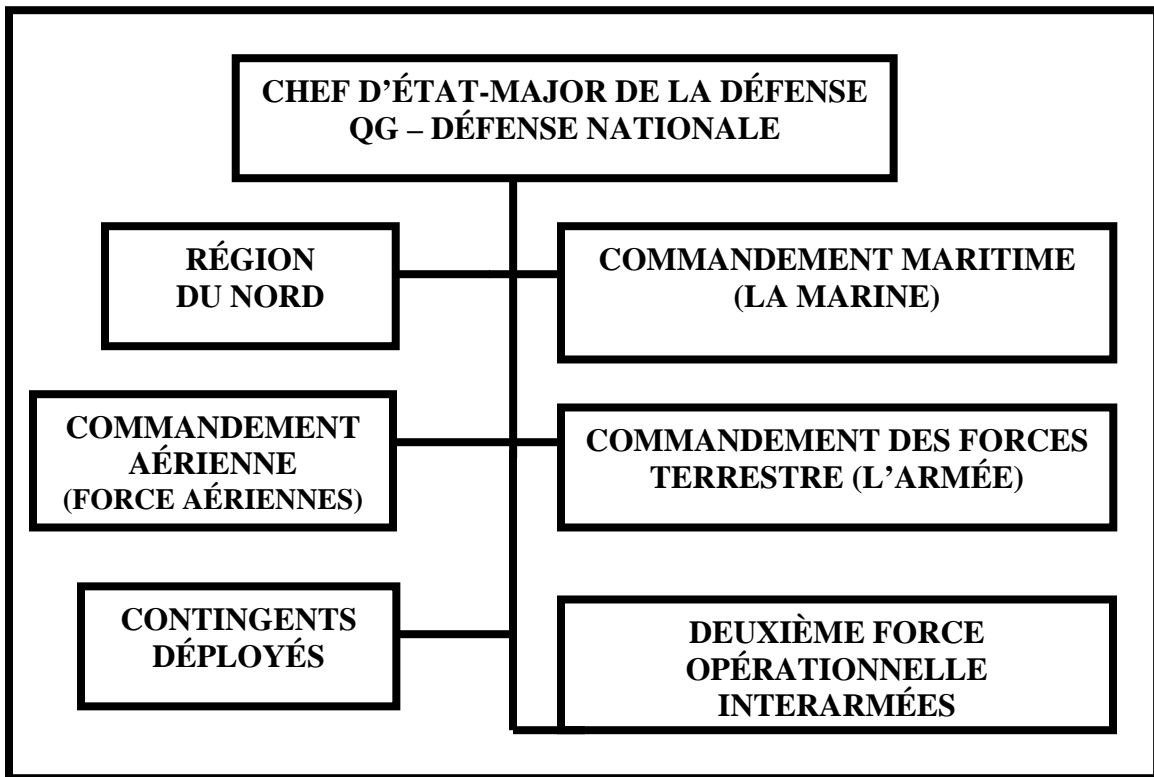 CHEF D’ÉTAT-MAJOR DE LA DÉFENSE
QG – DÉFENSE NATIONALE
RÉGION
DU NORD
COMMANDEMENT MARITIME
(LA MARINE)
COMMANDEMENT
AÉRIENNE
(FORCE AÉRIENNES)
COMMANDEMENT DES FORCES
TERRESTRE (L’ARMÉE)
CONTINGENTS
DÉPLOYÉS
DEUXIÈME FORCE
OPÉRATIONNELLE
INTERARMÉES